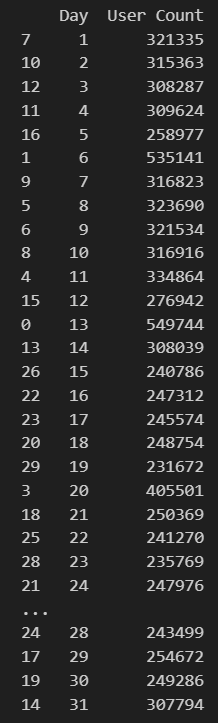 Day User Count
7 1 321335
10 2 315363
12 3 308287
11 4 309624
16 5 258977
1 6 535141
9 7 316823
5 8 323690
6 9 321534
8 10 316916
4 11 334864
15 12 276942
0 13 549744
13 14 308039
26 15 240786
22 16 247312
23 17 245574
20 18 248754
29 19 231672
3 20 405501
18 21 250369
25 22 241270
28 23 235769
21 24 247976
...
24 28 243499
17 29 254672
19 30 249286
14 31 307794